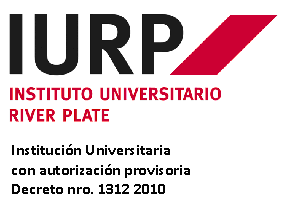 IURP
INSTITUTO UNIVERSITARIO
RIVER PLATE
Institución Universitaria
con autorización provisoria
Decreto nro. 1312 2010